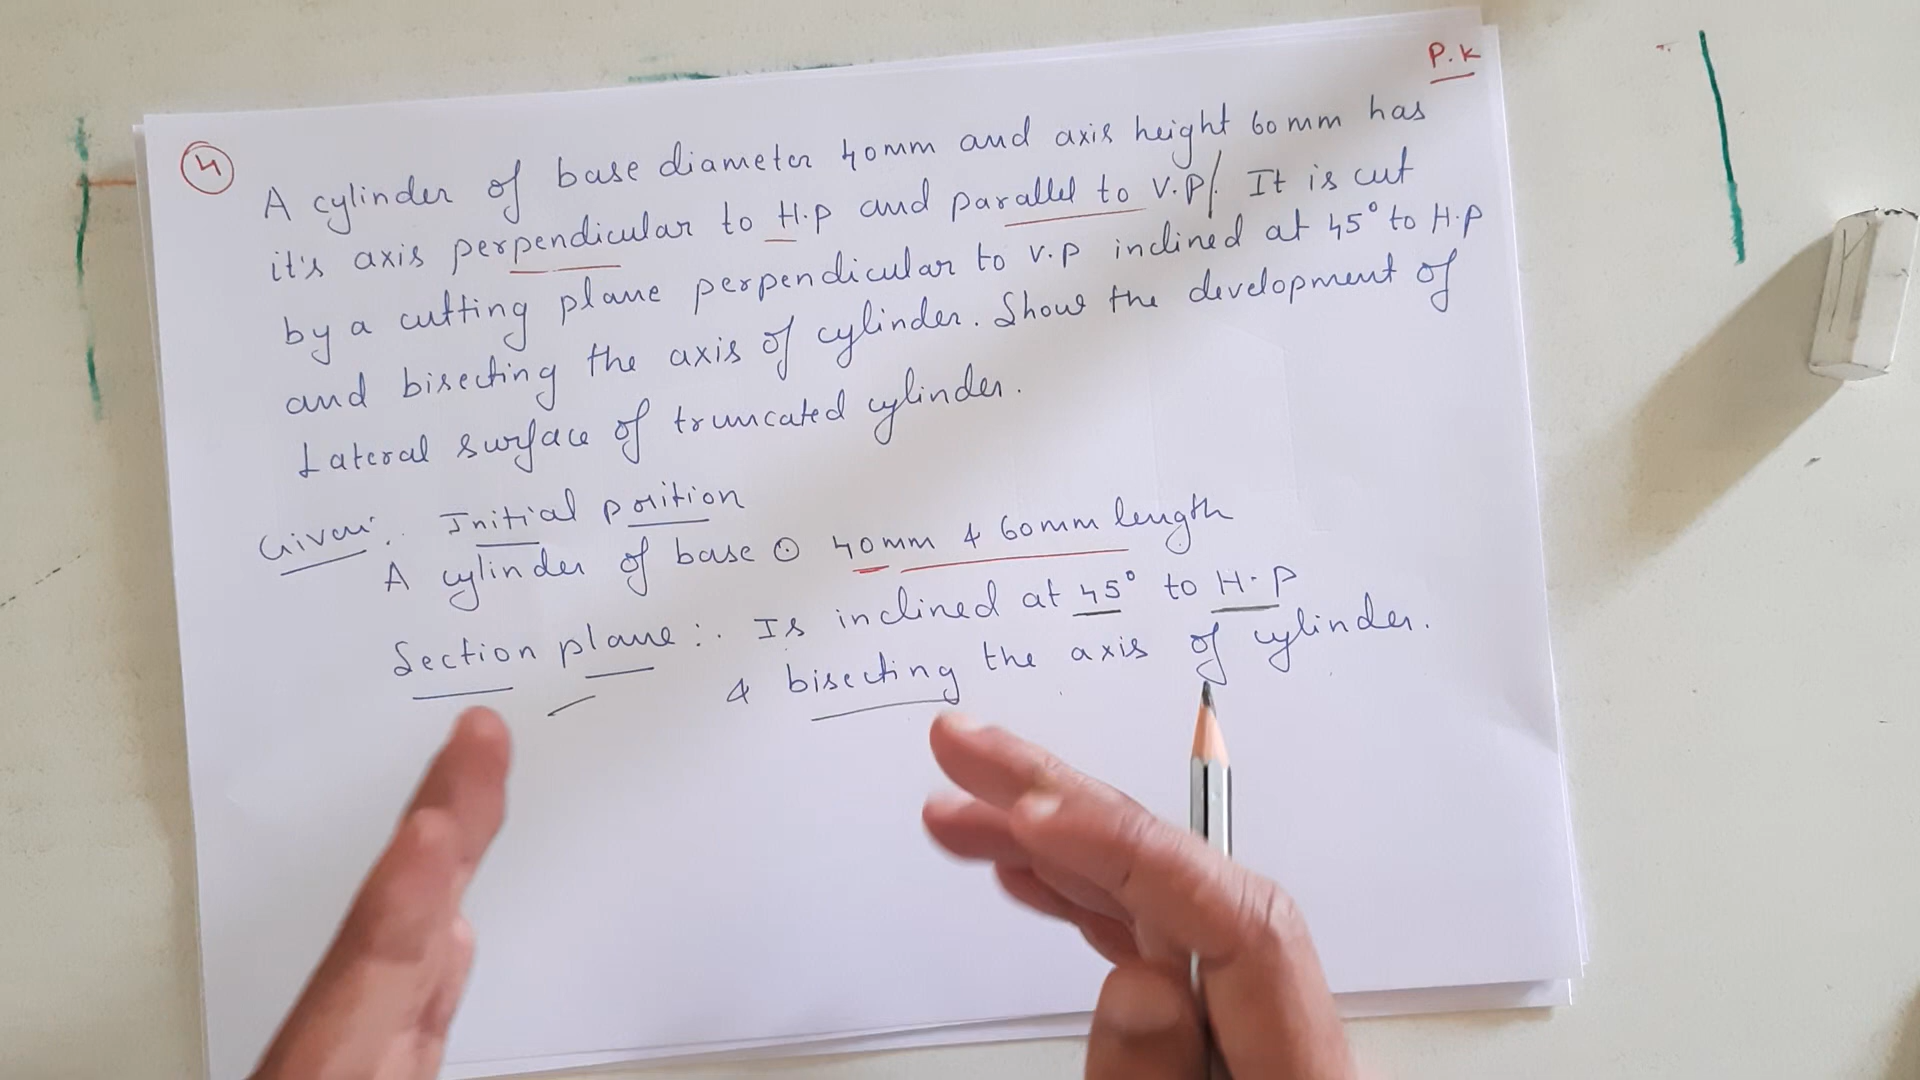 P.K
4
A cylinder of base diameter 40mm and axis height 60mm has
it's axis perpendicular to H.P and parallel to V.P. It is cut
by a cutting plane perpendicular to V.P inclined at 45° to H.P
and bisecting the axis of cylinder. Show the development of
Lateral surface of truncated cylinder.
Given:. Initial position
A cylinder of base ⊙ 40mm & 60mm length
Section plane:. Is inclined at 45° to H.P
& bisecting the axis of cylinder.